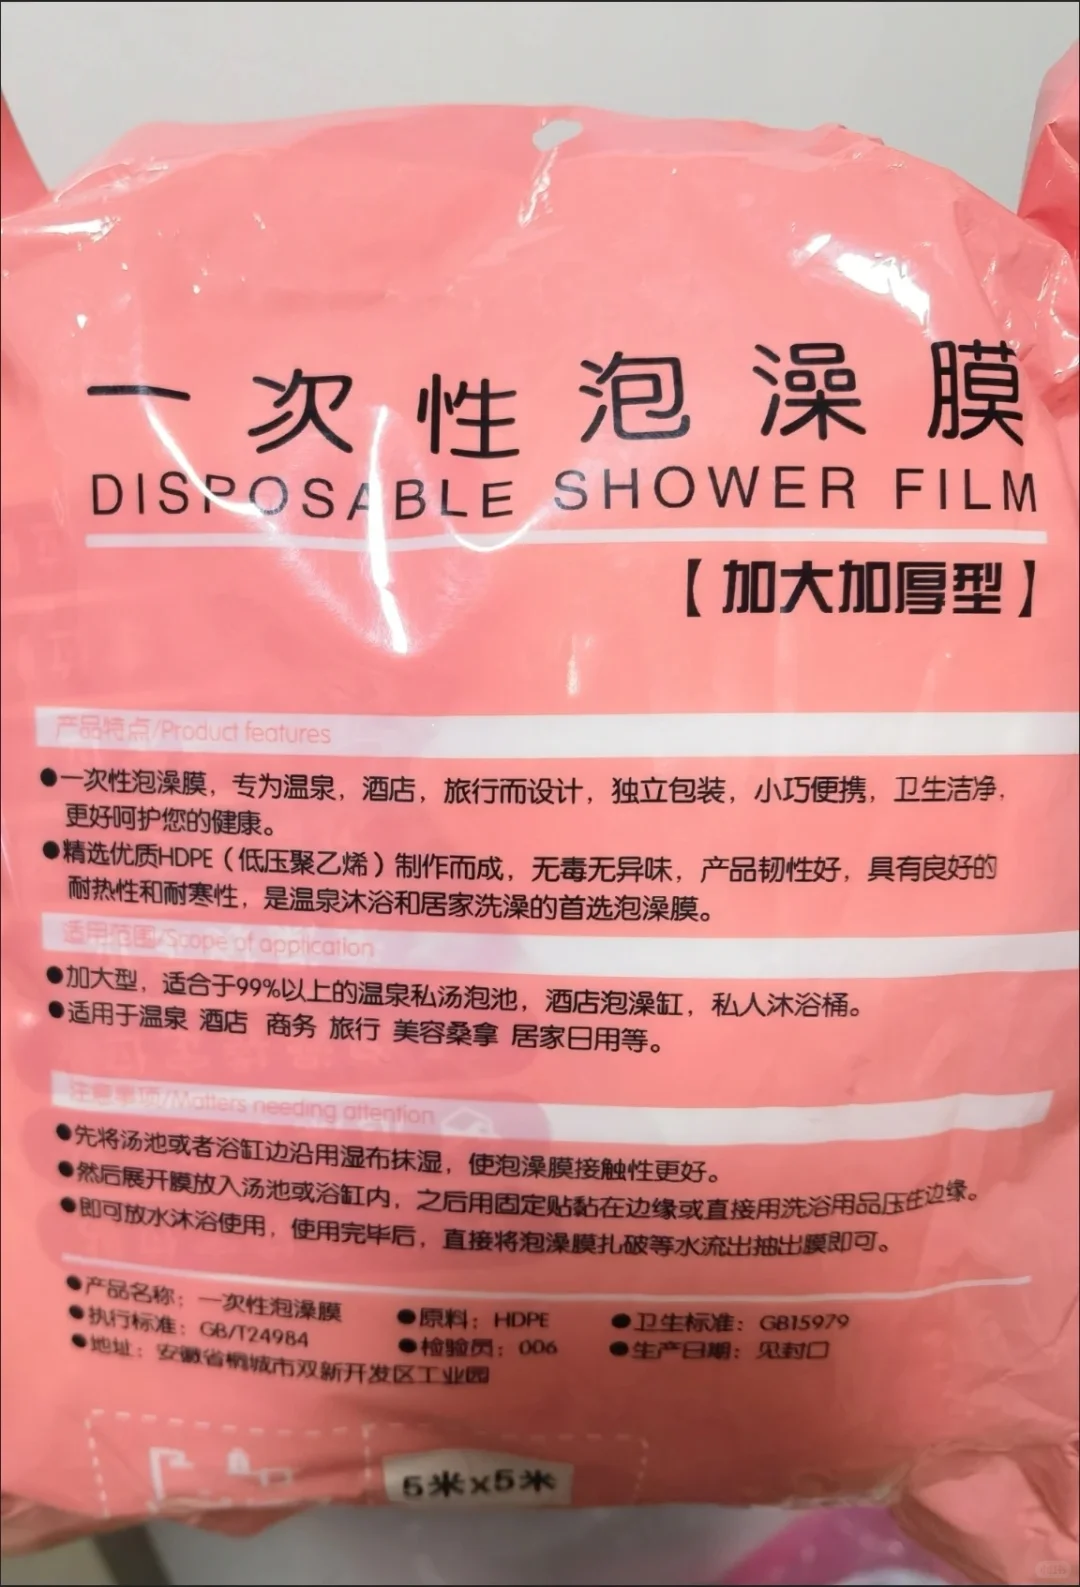 一次性泡澡膜
DISPOSABLE SHOWER FILM
【加大加厚型】
产品特点/Product features
●一次性泡澡膜，专为温泉，酒店，旅行而设计，独立包装，小巧便携，卫生洁净，
更好呵护您的健康。
●精选优质HDPE（低压聚乙烯）制作而成，无毒无异味，产品韧性好，具有良好的
耐热性和耐寒性，是温泉沐浴和居家洗澡的首选泡澡膜。
适用范围/Scope of application
●加大型，适合于99%以上的温泉私汤泡池，酒店泡澡缸，私人沐浴桶。
●适用于温泉 酒店 商务 旅行 美容桑拿 居家日用等。
注意事项/Matters needing attention
●先将汤池或者浴缸边沿用湿布抹湿，使泡澡膜接触性更好。
●然后展开膜放入汤池或浴缸内，之后用固定贴黏在边缘或直接用洗浴用品压在边缘。
●即可放水沐浴使用，使用完毕后，直接将泡澡膜扎破等水流出抽出膜即可。
●产品名称：一次性泡澡膜 ●原料：HDPE ●卫生标准：GB15979
●执行标准：GB/T24984 ●检验员：006 ●生产日期：见封口
●地址：安徽省桐城市双新开发区工业园
5米x5米